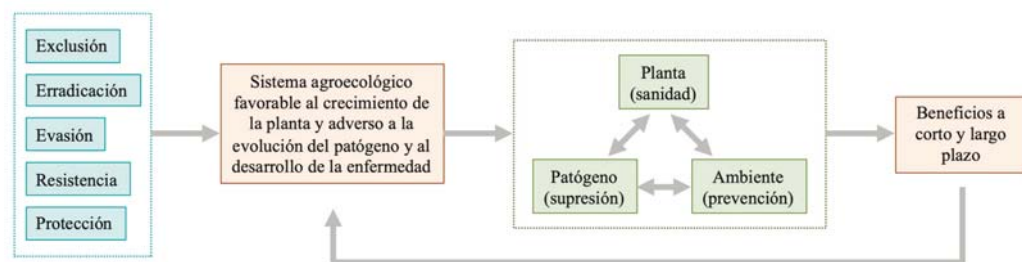 Exclusión
Erradicación
Evasión
Resistencia
Protección
Sistema agroecológico
favorable al crecimiento de
la planta y adverso a la
evolución del patógeno y al
desarrollo de la enfermedad
Planta
(sanidad)
Patógeno
(supresión)
Ambiente
(prevención)
Beneficios a
corto y largo
plazo